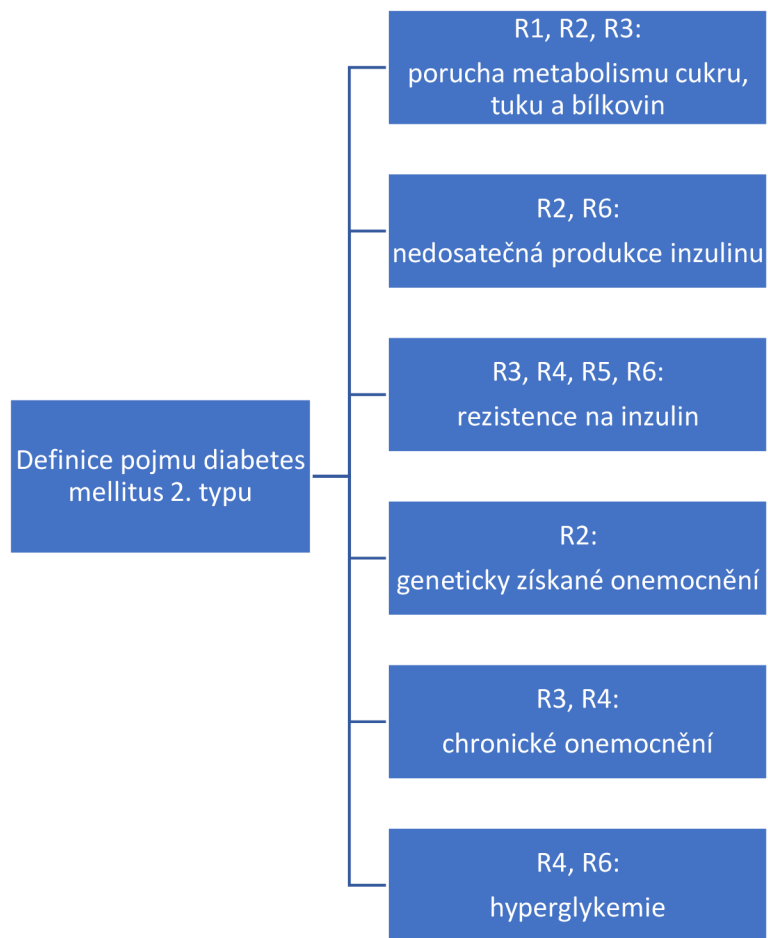 R1, R2, R3:
porucha metabolismu cukru,
tuku a bílkovin
R2, R6:
nedosatečná produkce inzulinu
R3, R4, R5, R6:
rezistence na inzulin
Definice pojmu diabetes
mellitus 2. typu
R2:
geneticky získané onemocnění
R3, R4:
chronické onemocnění
R4, R6:
hyperglykemie